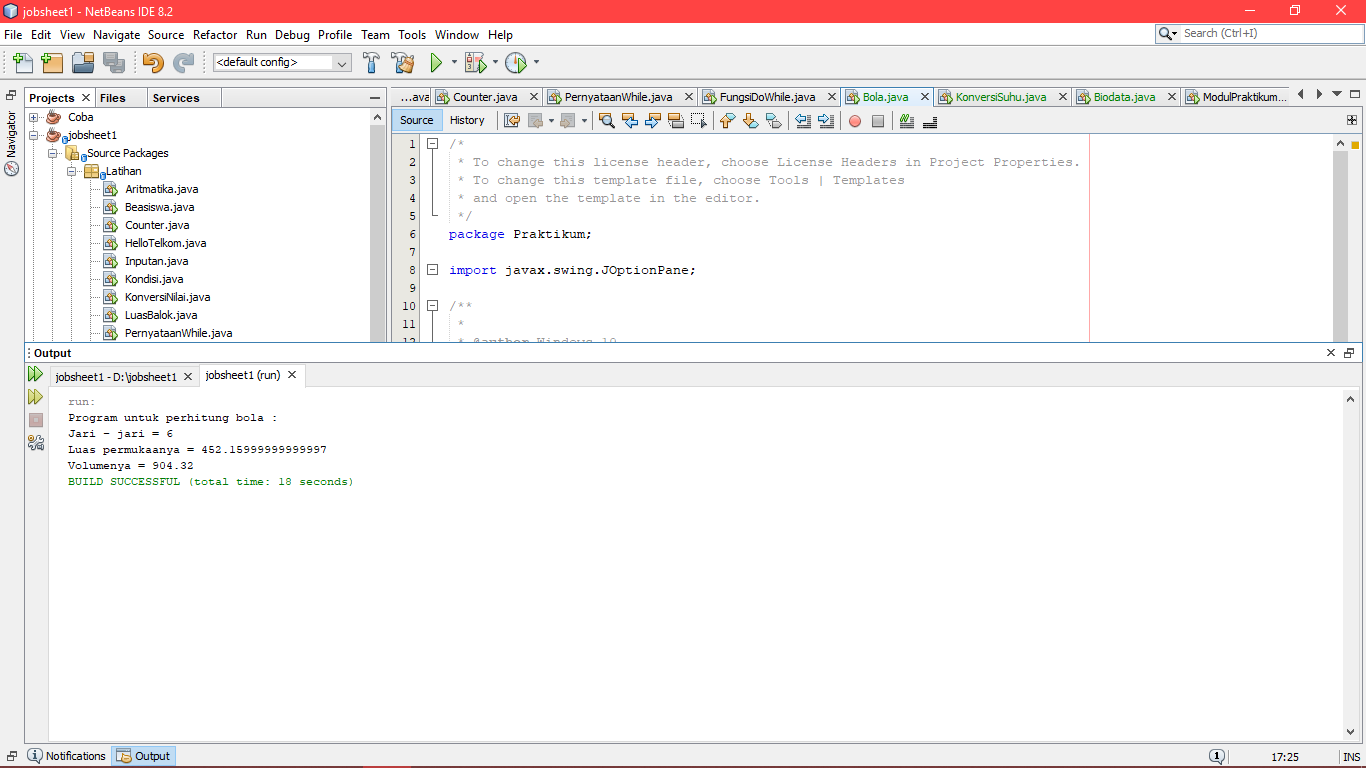 jobsheet1 - NetBeans IDE 8.2
File Edit View Navigate Source Refactor Run Debug Profile Team Tools Window Help
Search (Ctrl+I)
<default config>
Projects Files Services
Navigator
Coba
jobsheet1
Source Packages
Latihan
Aritmatika.java
Beasiswa.java
Counter.java
HelloTelkom.java
Inputan.java
Kondisi.java
KonversiNilai.java
LuasBalok.java
PernyataanWhile.java
...ava Counter.java PernyataanWhile.java FungsiDoWhile.java Bola.java KonversiSuhu.java Biodata.java ModulPraktikum...
Source History
1 /*
2 * To change this license header, choose License Headers in Project Properties.
3 * To change this template file, choose Tools | Templates
4 * and open the template in the editor.
5 */
6 package Praktikum;
7
8 import javax.swing.JOptionPane;
9
10 /**
11 *
12 * @author Windows 10
Output
jobsheet1 - D:\jobsheet1 jobsheet1 (run)
run:
Program untuk perhitung bola :
Jari - jari = 6
Luas permukaanya = 452.15999999999997
Volumenya = 904.32
BUILD SUCCESSFUL (total time: 18 seconds)
Notifications Output
1 17:25 INS